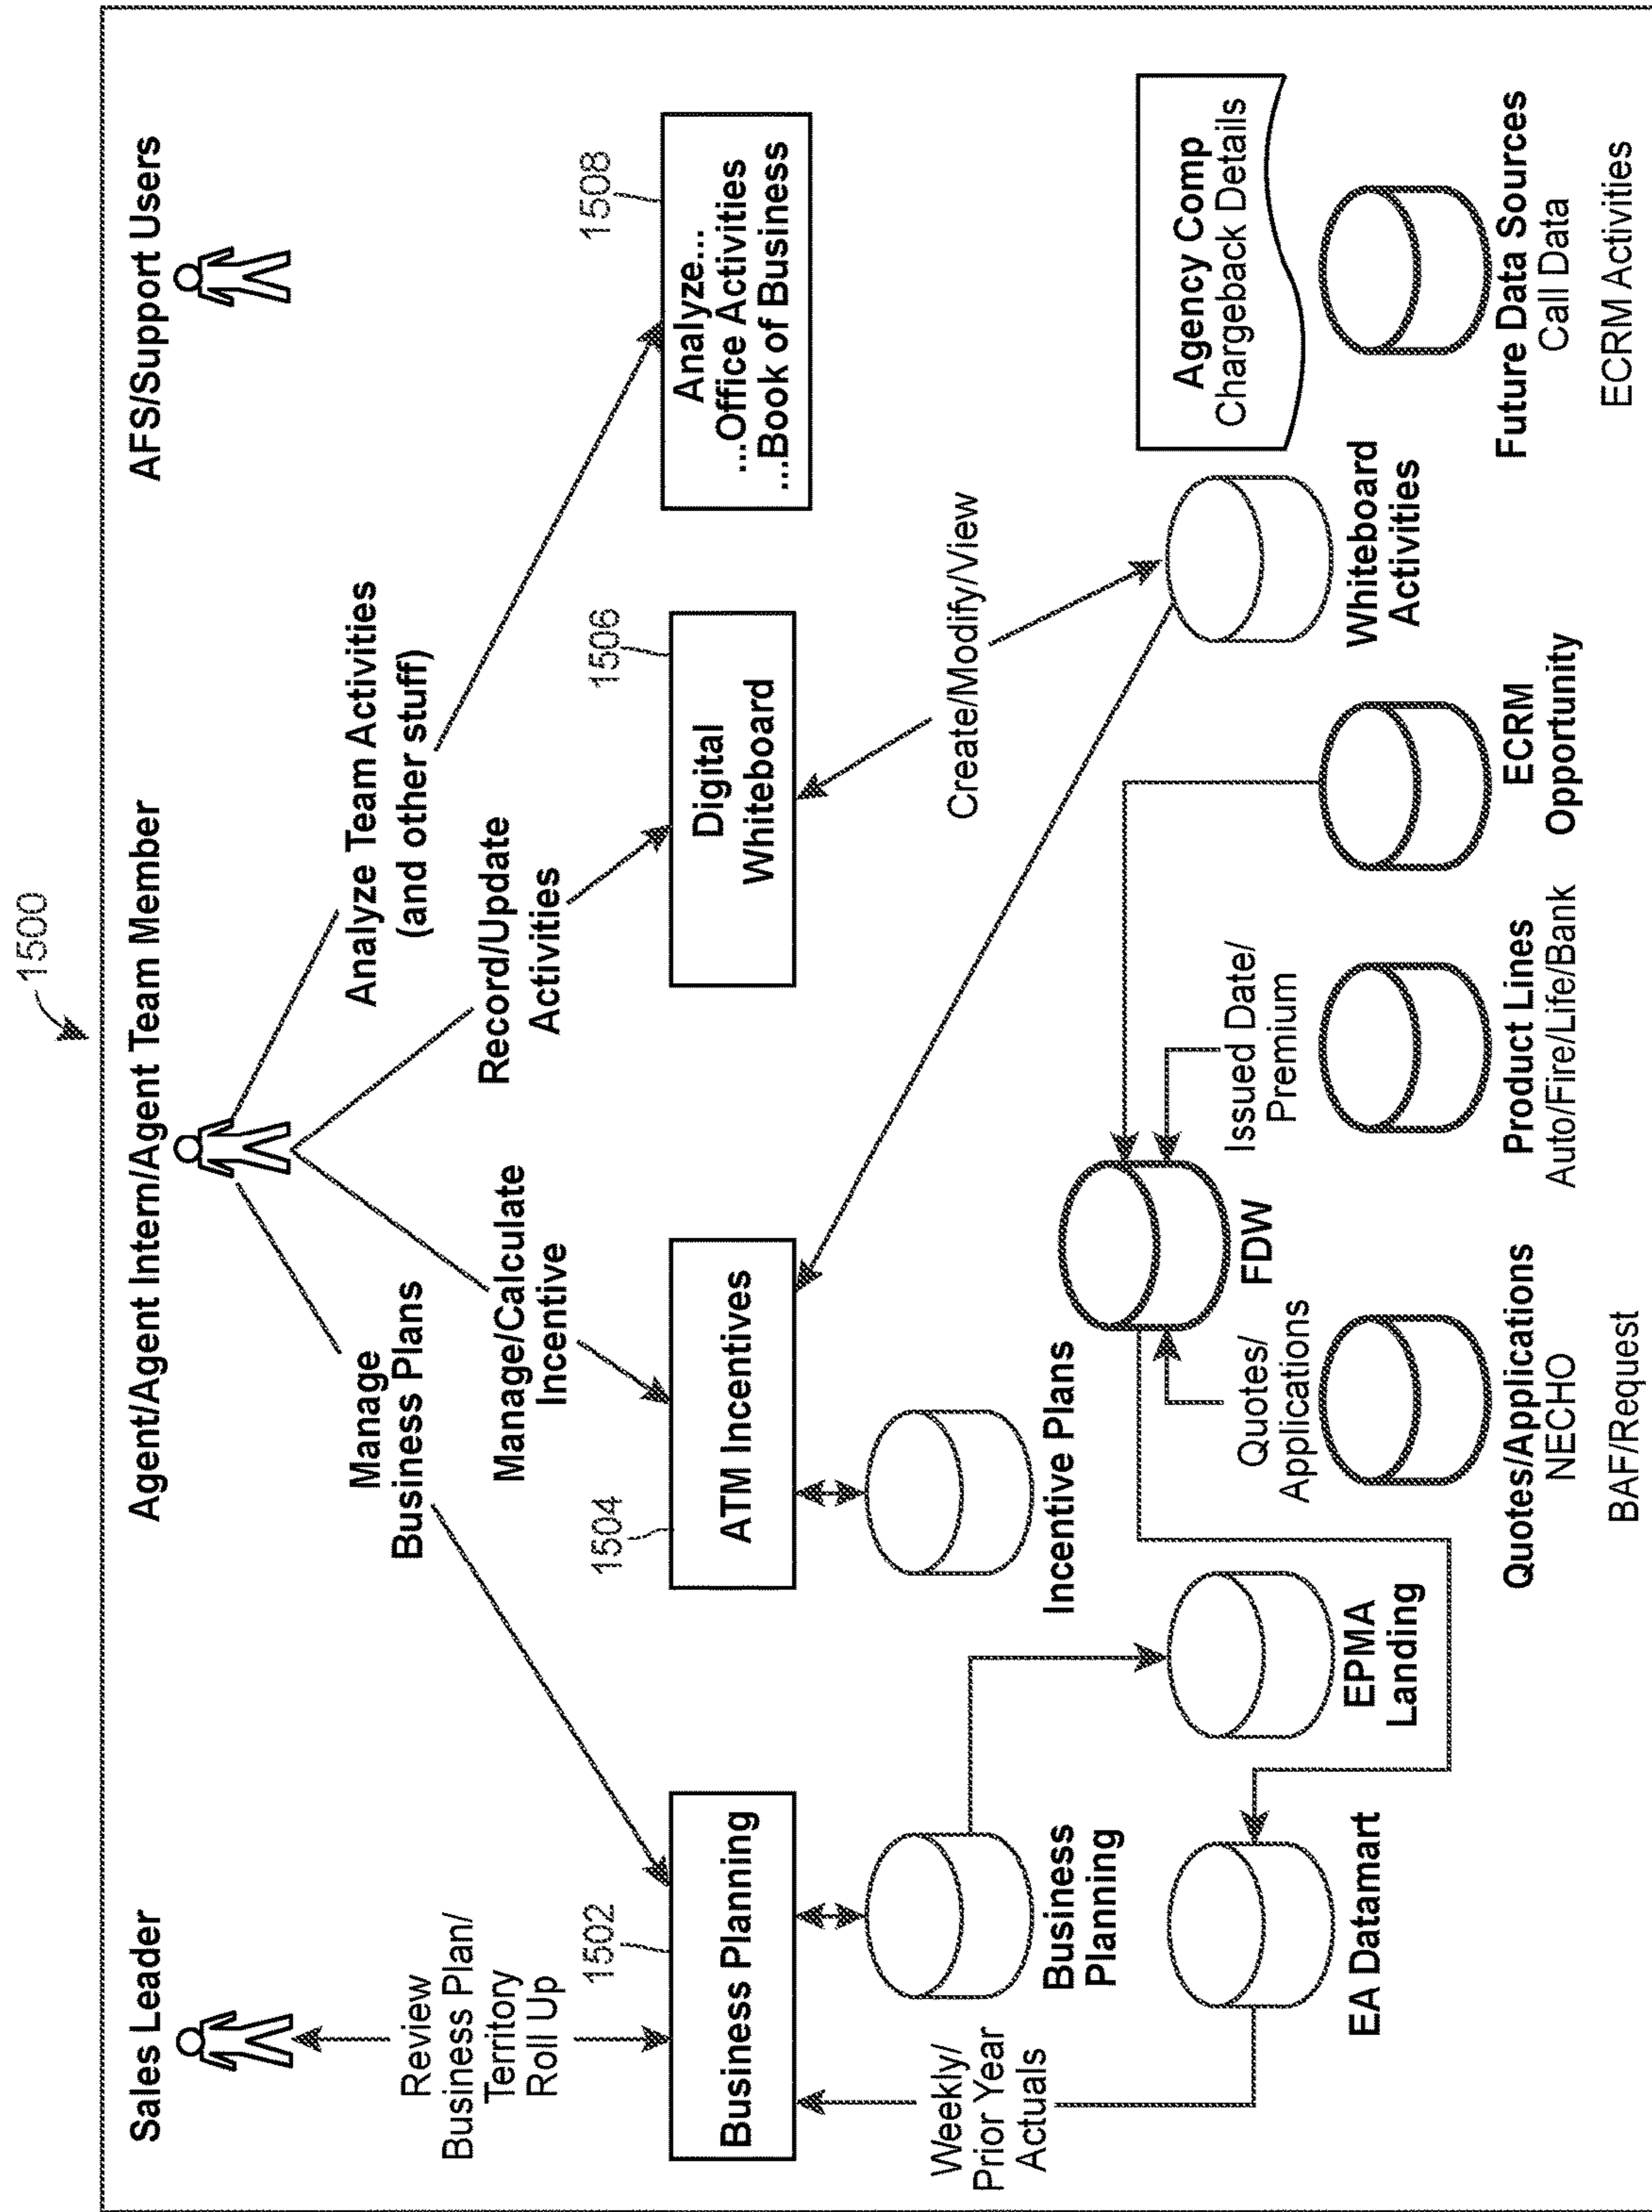 1500
Sales Leader
Agent/Agent Intern/Agent Team Member
AFS/Support Users
Review
Business Plan/
Territory
Roll Up
Manage
Business Plans
Manage/Calculate
Incentive
Record/Update
Activities
Analyze Team Activities
(and other stuff)
1502
Business Planning
1504
ATM Incentives
1506
Digital
Whiteboard
1508
Analyze...
...Office Activities
...Book of Business
Weekly/
Prior Year
Actuals
Business
Planning
Incentive Plans
Create/Modify/View
EA Datamart
EPMA
Landing
Quotes/
Applications
FDW
Issued Date/
Premium
Whiteboard
Activities
Agency Comp
Chargeback Details
Quotes/Applications
NECHO
BAF/Request
Product Lines
Auto/Fire/Life/Bank
ECRM
Opportunity
Future Data Sources
Call Data
ECRM Activities